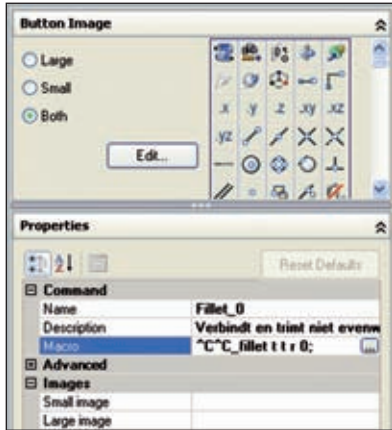 Button Image
Large
Small
Both
Edit...
.x .y .z .xy .xz
.yz
Properties
Reset Defaults
Command
Name Fillet_0
Description Verbindt en trimt niet evenw
Macro ^C^C_fillet t t r 0; ...
Advanced
Images
Small image
Large image